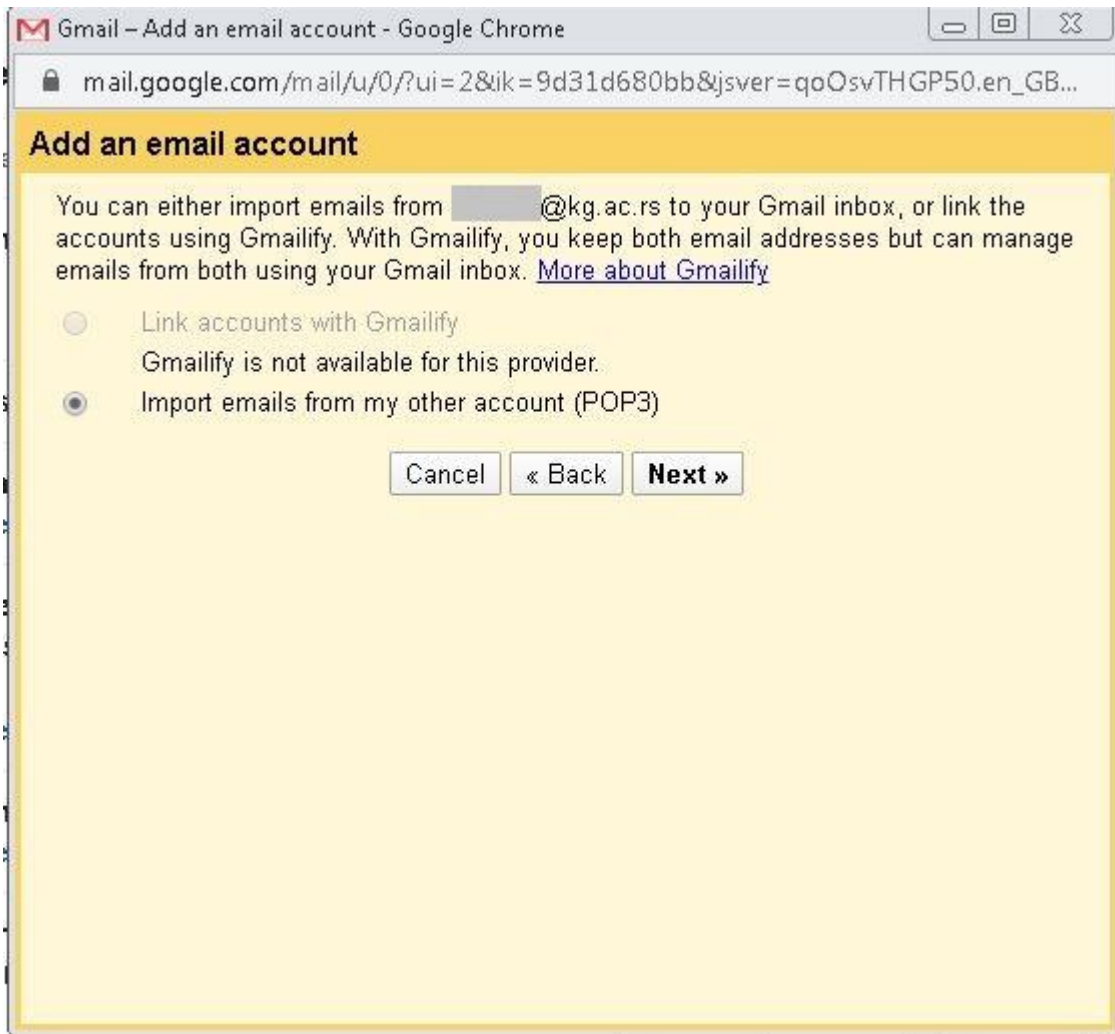 Gmail – Add an email account - Google Chrome
mail.google.com/mail/u/0/?ui=2&ik=9d31d680bb&jsver=qoOsvTHGP50.en_GB...
Add an email account
You can either import emails from @kg.ac.rs to your Gmail inbox, or link the
accounts using Gmailify. With Gmailify, you keep both email addresses but can manage
emails from both using your Gmail inbox. More about Gmailify
Link accounts with Gmailify
Gmailify is not available for this provider.
Import emails from my other account (POP3)
Cancel « Back Next »